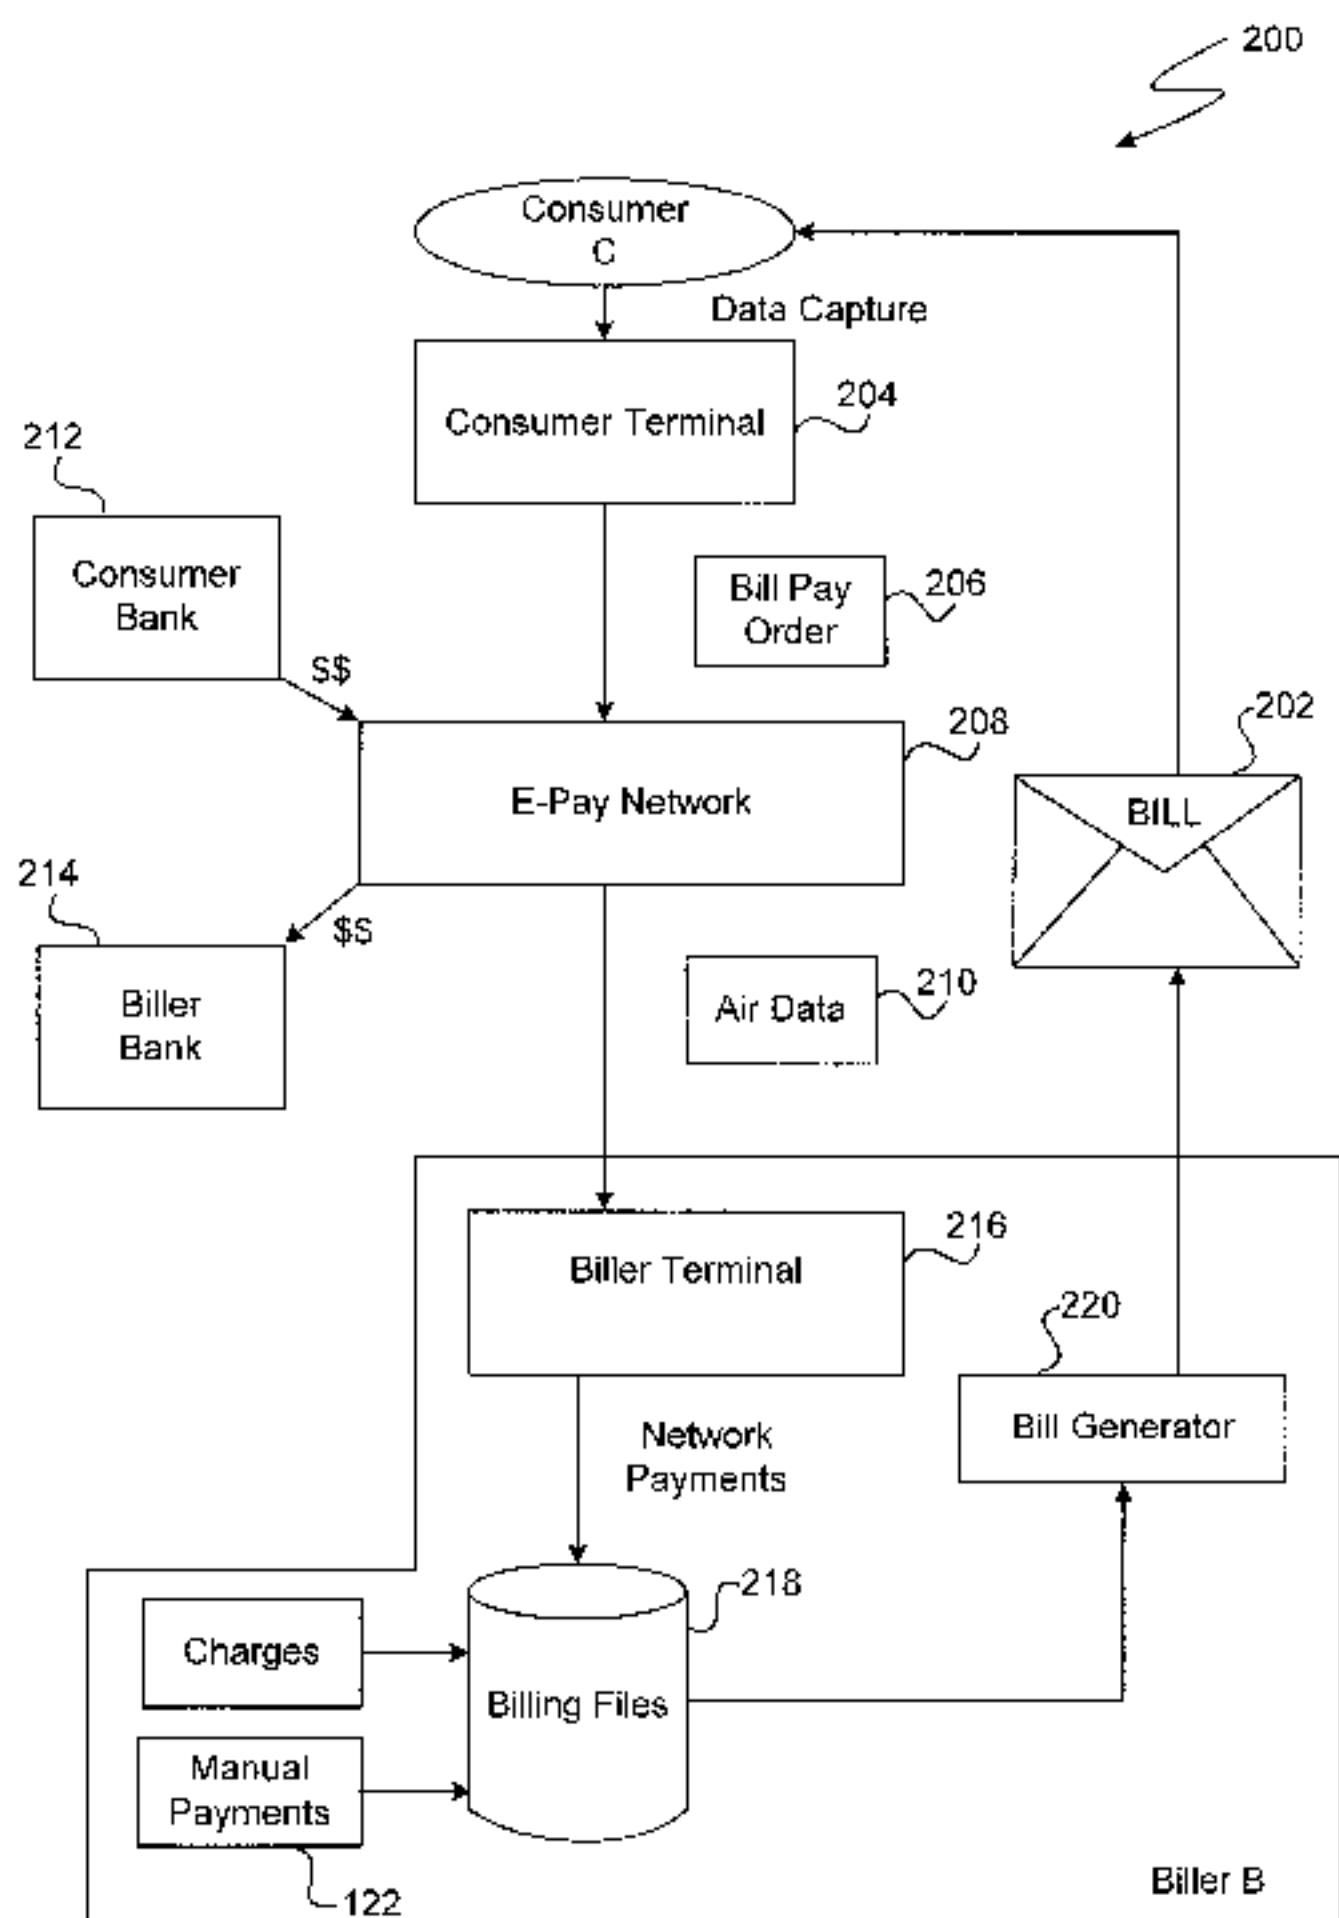 200
Consumer
C
Data Capture
Consumer Terminal
204
212
Consumer
Bank
Bill Pay
Order
206
S$
202
208
E-Pay Network
BILL
214
$S
Biller
Bank
Air Data
210
216
Biller Terminal
220
Bill Generator
Network
Payments
218
Charges
Billing Files
Manual
Payments
122
Biller B